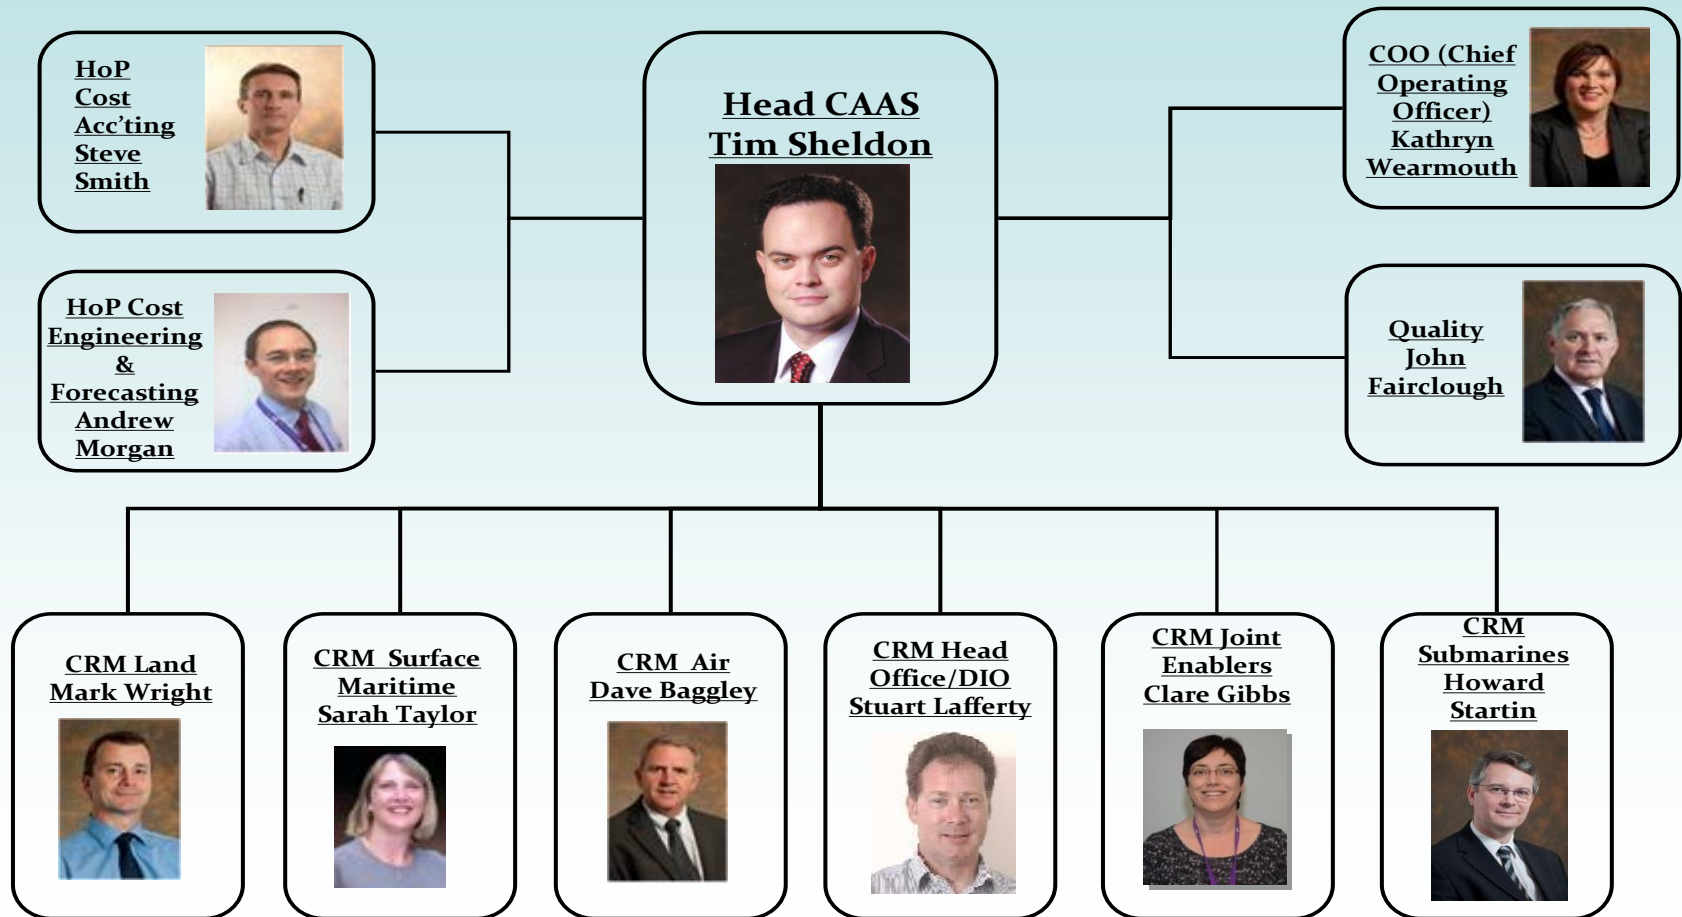 HoP
Cost
Acc’ting
Steve
Smith
Head CAAS
Tim Sheldon
COO (Chief
Operating
Officer)
Kathryn
Wearmouth
HoP Cost
Engineering
&
Forecasting
Andrew
Morgan
Quality
John
Fairclough
CRM Land
Mark Wright
CRM  Surface
Maritime
Sarah Taylor
CRM  Air
Dave Baggley
CRM Head
Office/DIO
Stuart Lafferty
CRM Joint
Enablers
Clare Gibbs
CRM
Submarines
Howard
Startin